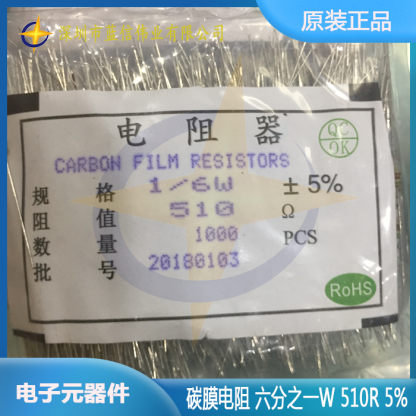 原装正品
电阻器
QC
OK
CARBON FILM RESISTORS
规格 1/6W ±5%
阻值 510 Ω
数量 1000 PCS
批号 20180103
RoHS
电子元器件
碳膜电阻 六分之一W 510R 5%